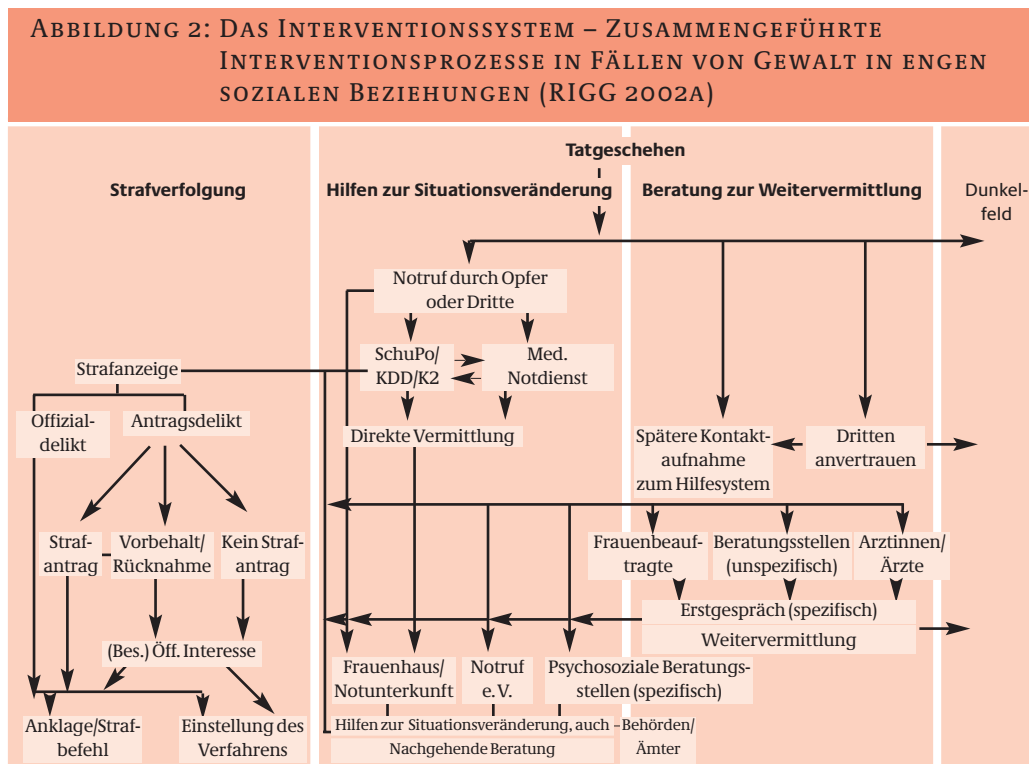 ABBILDUNG 2: DAS INTERVENTIONSSYSTEM – ZUSAMMENGEFÜHRTE
INTERVENTIONSPROZESSE IN FÄLLEN VON GEWALT IN ENGEN
SOZIALEN BEZIEHUNGEN (RIGG 2002A)
Tatgeschehen
Strafverfolgung
Hilfen zur Situationsveränderung
Beratung zur Weitervermittlung
Dunkel-
feld
Notruf durch Opfer
oder Dritte
SchuPo/
KDD/K2
Med.
Notdienst
Strafanzeige
Offizial-
delikt
Antragsdelikt
Direkte Vermittlung
Spätere Kontakt-
aufnahme
zum Hilfesystem
Dritten
anvertrauen
Straf-
antrag
Vorbehalt/
Rücknahme
Kein Straf-
antrag
Frauenbeauf-
tragte
Beratungsstellen
(unspezifisch)
Arztinnen/
Ärzte
Erstgespräch (spezifisch)
Weitervermittlung
(Bes.) Öff. Interesse
Frauenhaus/
Notunterkunft
Notruf
e.V.
Psychosoziale Beratungs-
stellen (spezifisch)
Anklage/Straf-
befehl
Einstellung des
Verfahrens
Hilfen zur Situationsveränderung, auch
Nachgehende Beratung
Behörden/
Ämter